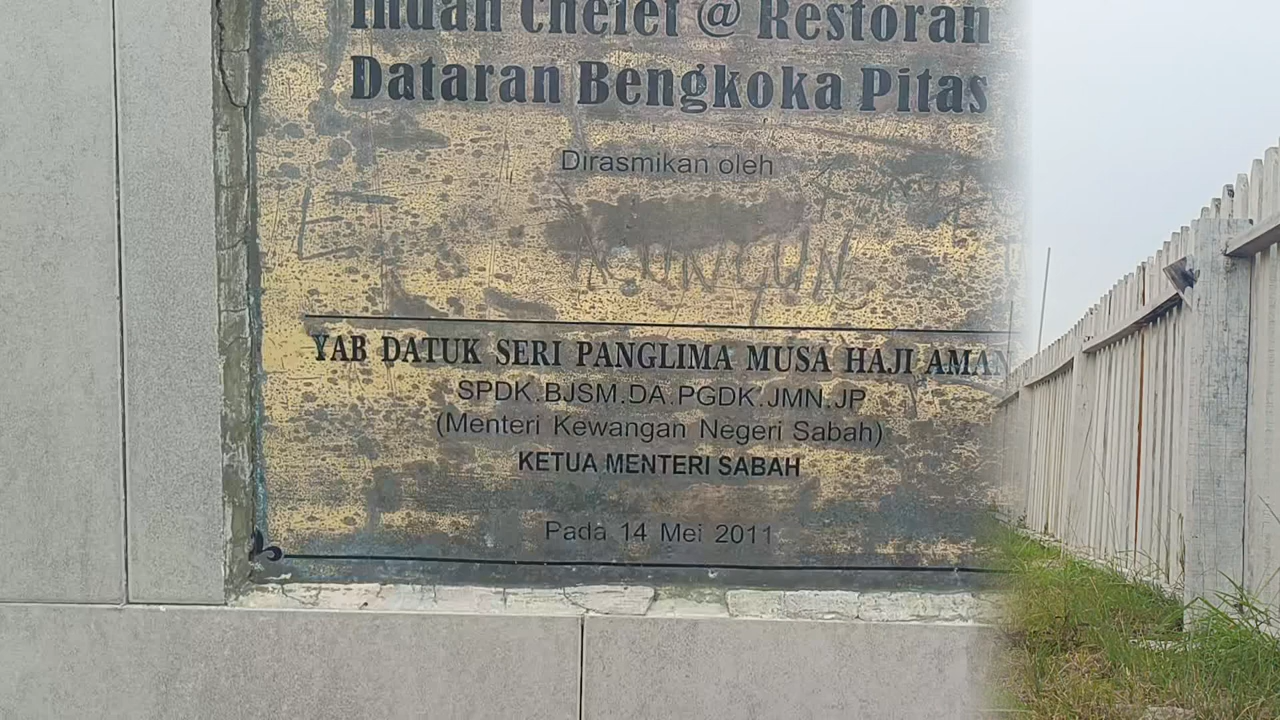 Indah Chelet @ Restoran
Dataran Bengkoka Pitas
Dirasmikan oleh
YAB DATUK SERI PANGLIMA MUSA HAJI AMAN
SPDK.BJSM.DA.PGDK.JMN.JP
(Menteri Kewangan Negeri Sabah)
KETUA MENTERI SABAH
Pada 14 Mei 2011